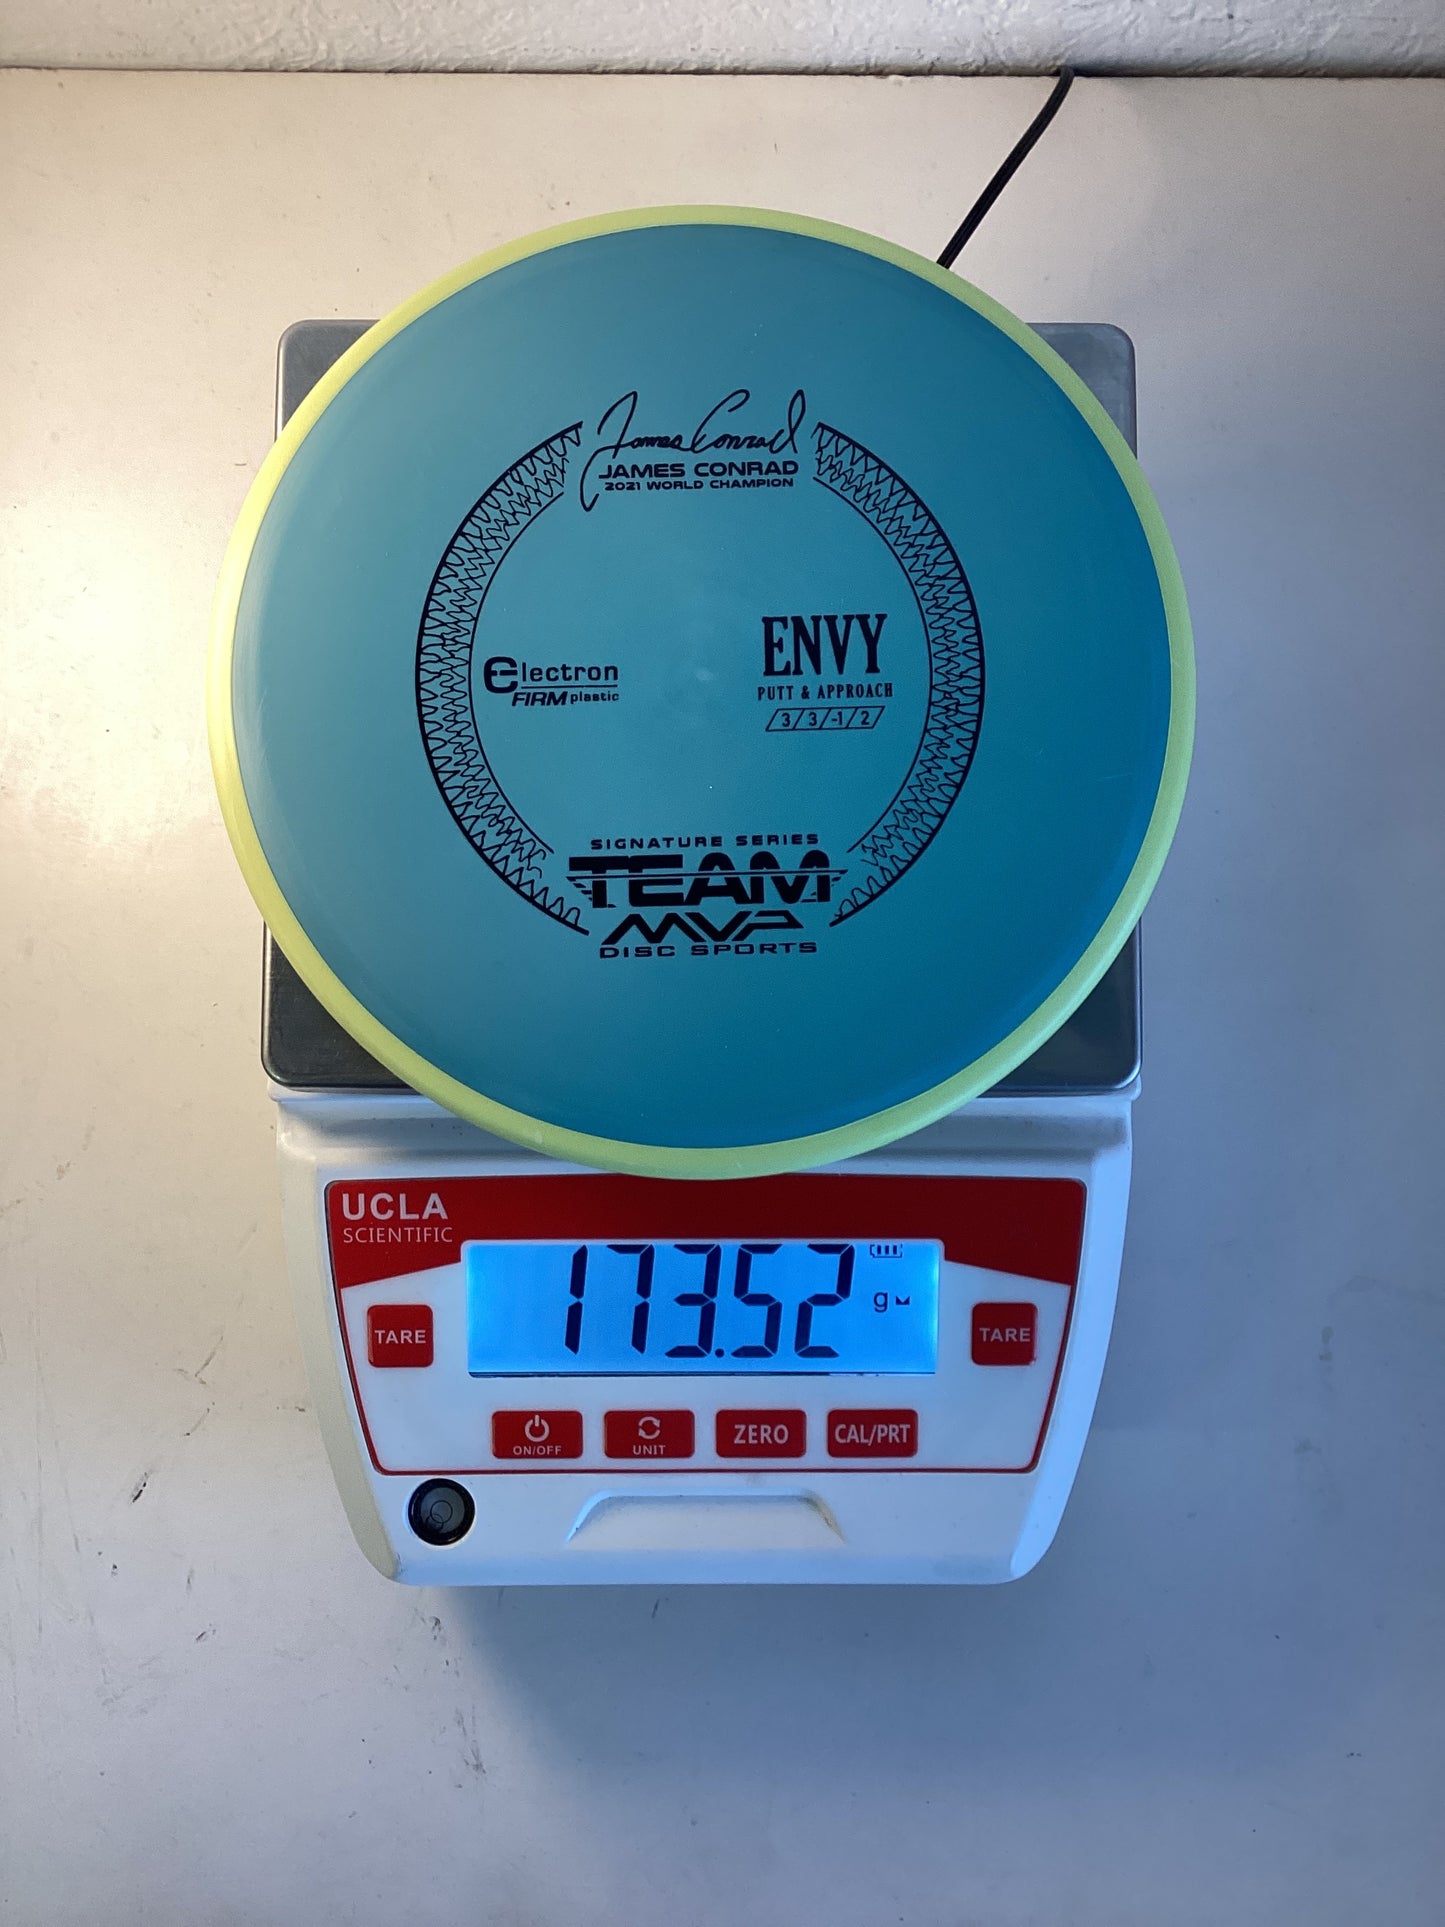 James Conrad
JAMES CONRAD
2021 WORLD CHAMPION
Electron
FIRM plastic
ENVY
PUTT & APPROACH
3/3/-1/2
SIGNATURE SERIES
TEAM
MVP
DISC SPORTS
UCLA
SCIENTIFIC
173.52
g
TARE
TARE
ON/OFF
UNIT
ZERO
CAL/PRT